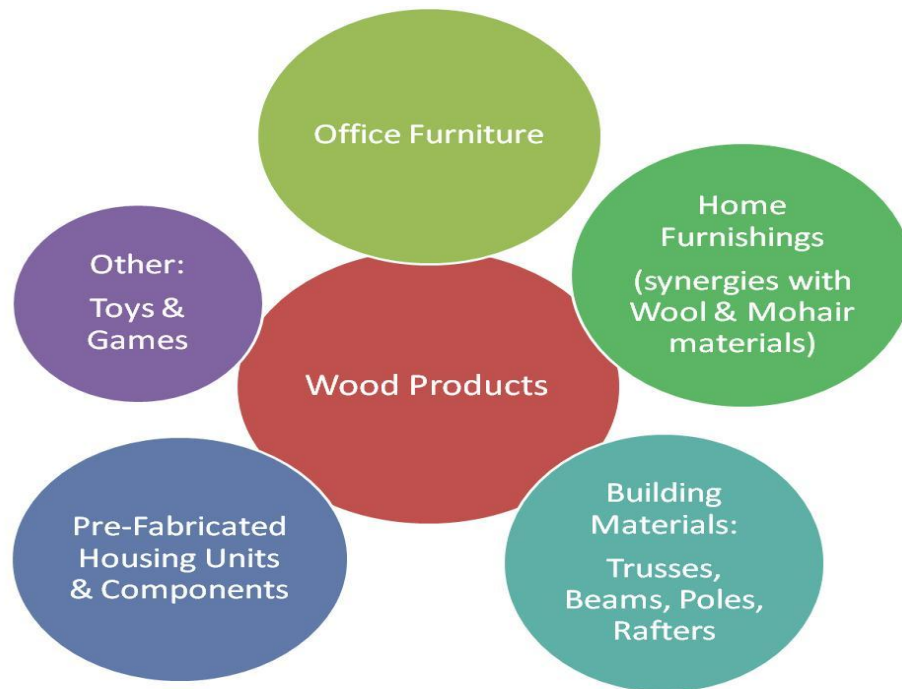 Office Furniture
Home
Furnishings
(synergies with
Wool & Mohair
materials)
Other:
Toys &
Games
Wood Products
Pre-Fabricated
Housing Units
& Components
Building
Materials:
Trusses,
Beams, Poles,
Rafters